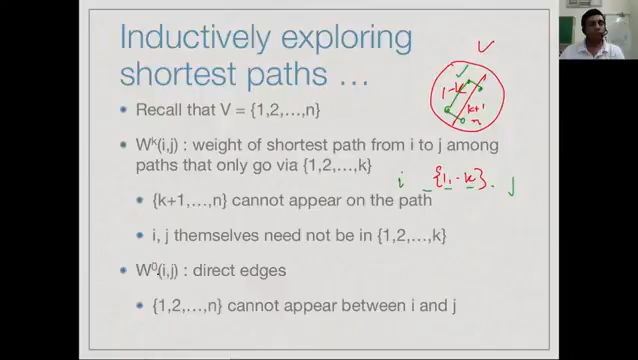 Inductively exploring
shortest paths …
Recall that V = {1,2,…,n}
Wᵏ(i,j) : weight of shortest path from i to j among
paths that only go via {1,2,…,k}
{k+1,…,n} cannot appear on the path
i, j themselves need not be in {1,2,…,k}
W⁰(i,j) : direct edges
{1,2,…,n} cannot appear between i and j
V
1-k
k+1
n
i {1,-k}. j